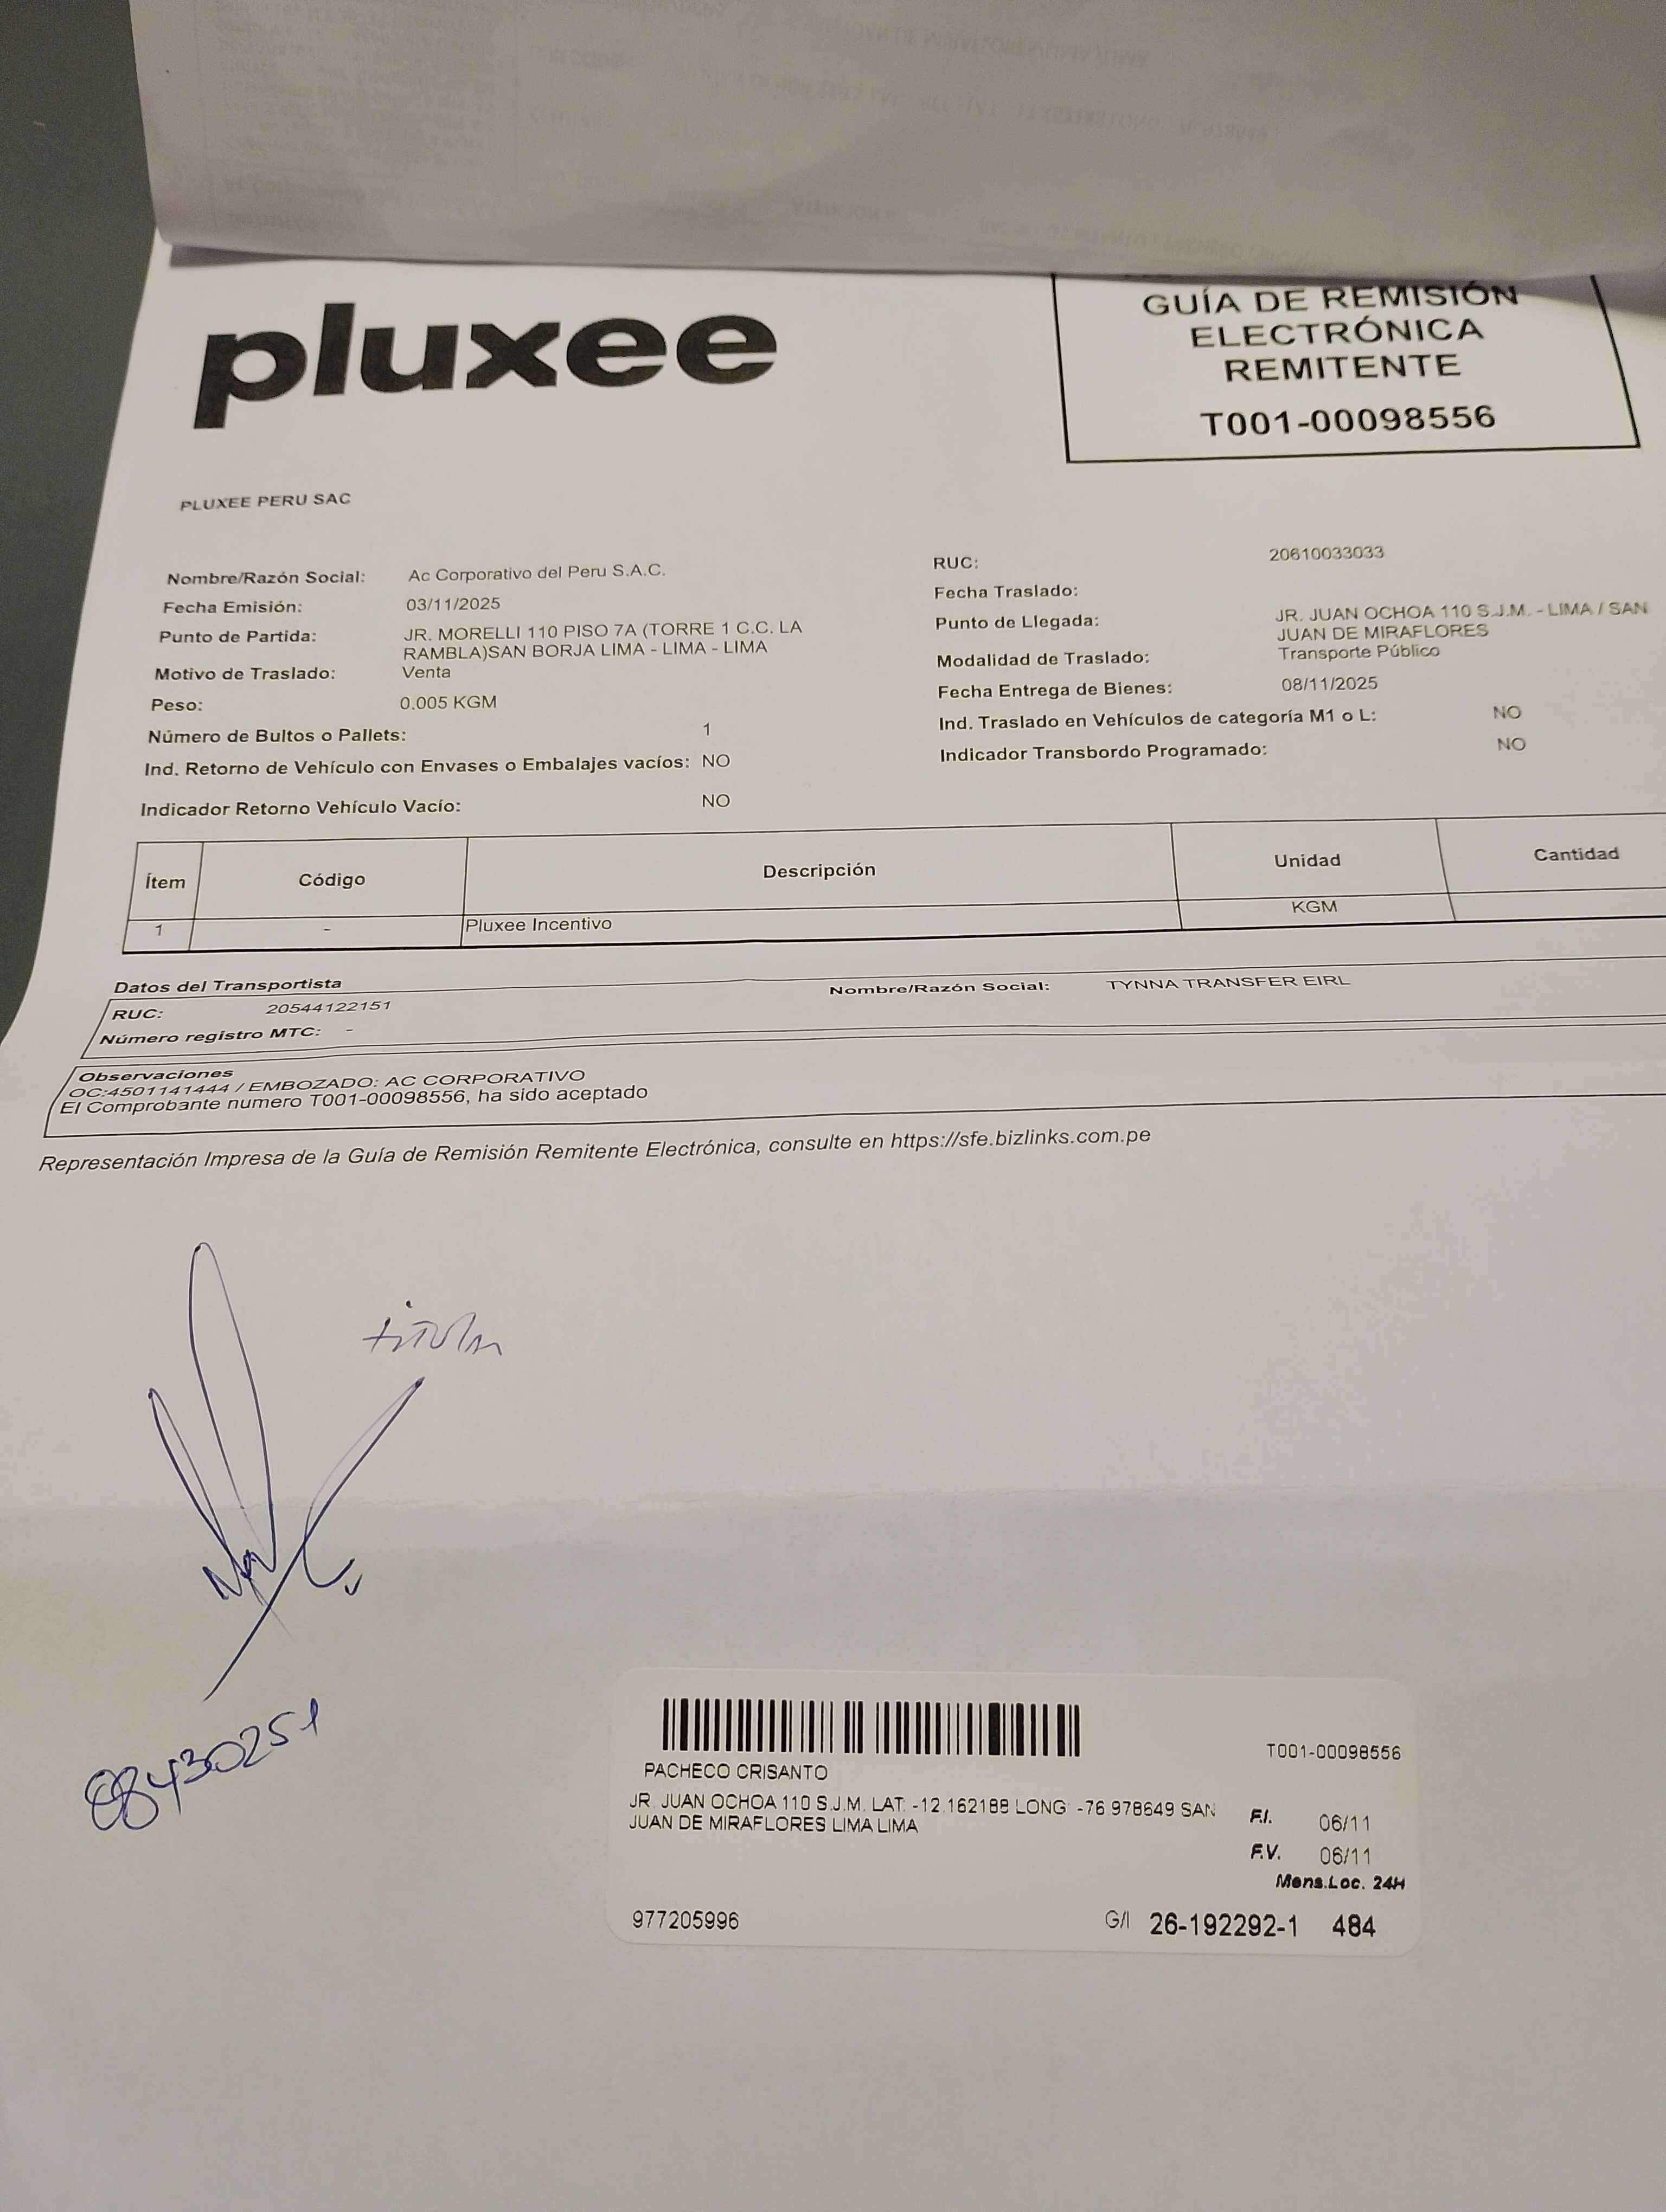 pluxee
GUÍA DE REMISIÓN
ELECTRÓNICA
REMITENTE
T001-00098556
PLUXEE PERU SAC
Nombre/Razón Social: Ac Corporativo del Peru S.A.C.
Fecha Emisión: 03/11/2025
Punto de Partida: JR. MORELLI 110 PISO 7A (TORRE 1 C.C. LA
RAMBLA)SAN BORJA LIMA - LIMA - LIMA
Motivo de Traslado: Venta
Peso: 0.005 KGM
Número de Bultos o Pallets: 1
Ind. Retorno de Vehículo con Envases o Embalajes vacíos: NO
Indicador Retorno Vehículo Vacío: NO
RUC: 20610033033
Fecha Traslado:
Punto de Llegada: JR. JUAN OCHOA 110 S.J.M. - LIMA / SAN
JUAN DE MIRAFLORES
Modalidad de Traslado: Transporte Público
Fecha Entrega de Bienes: 08/11/2025
Ind. Traslado en Vehículos de categoría M1 o L: NO
Indicador Transbordo Programado: NO
Ítem Código Descripción Unidad Cantidad
1 - Pluxee Incentivo KGM
Datos del Transportista
RUC: 20544122151 Nombre/Razón Social: TYNNA TRANSFER EIRL
Número registro MTC: -
Observaciones
OC:4501141444 / EMBOZADO: AC CORPORATIVO
El Comprobante numero T001-00098556, ha sido aceptado
Representación Impresa de la Guía de Remisión Remitente Electrónica, consulte en https://sfe.bizlinks.com.pe
titular
08430251
T001-00098556
PACHECO CRISANTO
JR. JUAN OCHOA 110 S.J.M. LAT: -12.162188 LONG: -76.978649 SAN
JUAN DE MIRAFLORES LIMA LIMA
F.I. 06/11
F.V. 06/11
Mens.Loc. 24H
977205996 G/I 26-192292-1 484